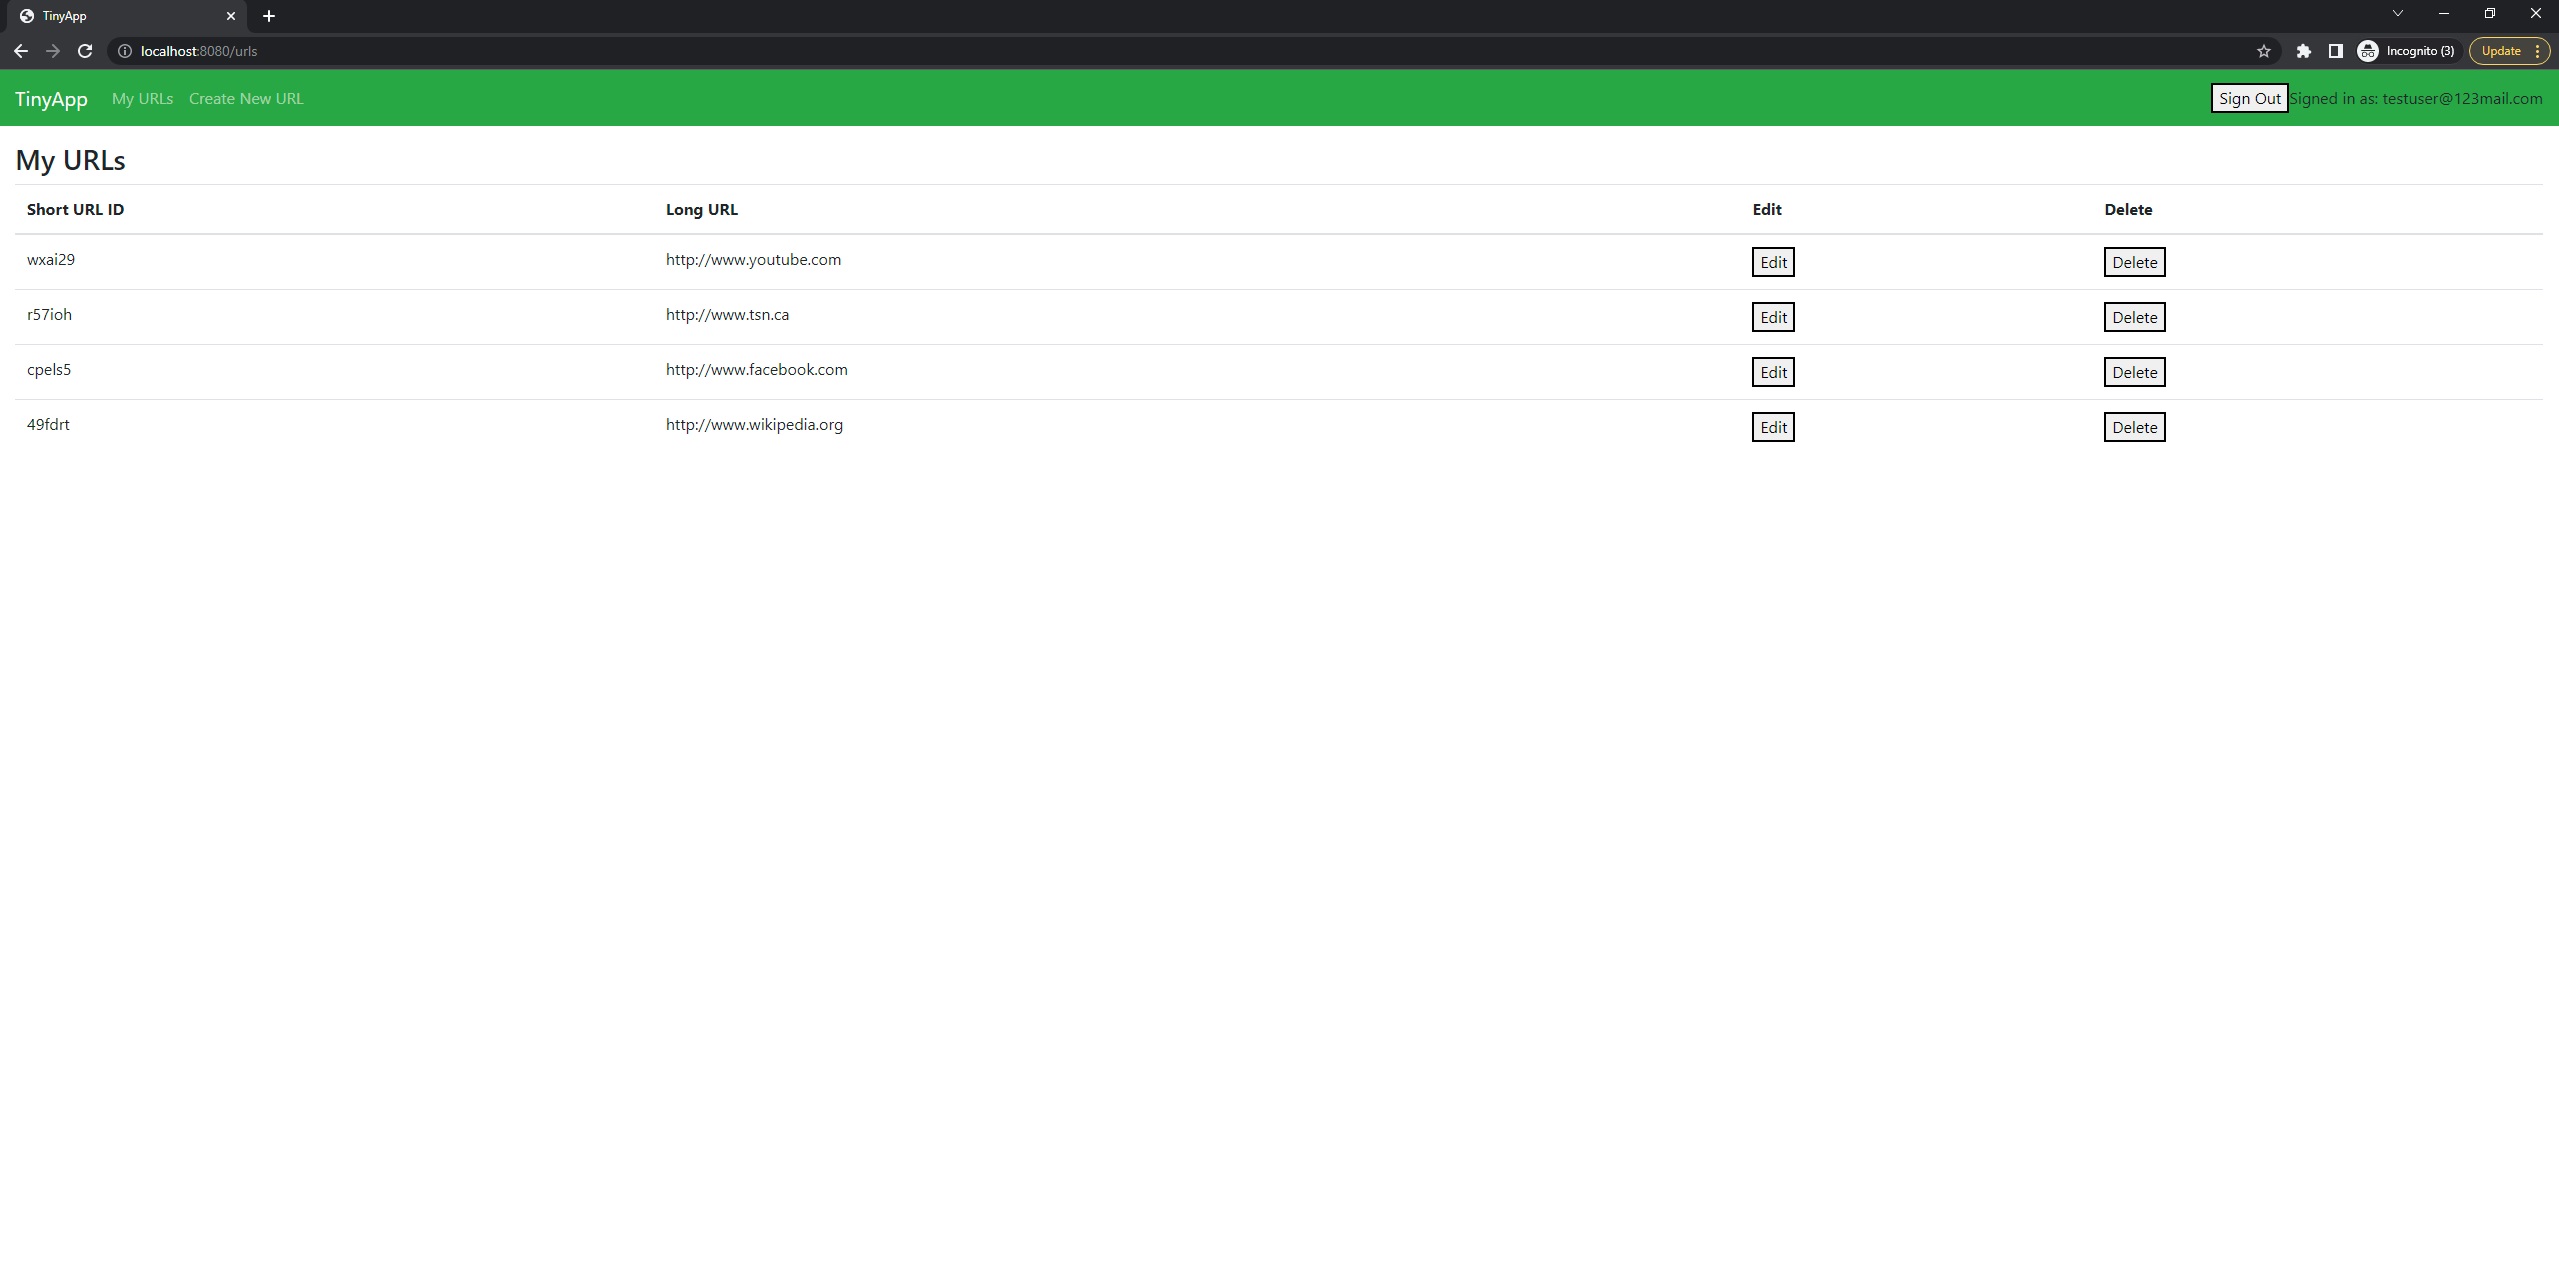 TinyApp
localhost:8080/urls
Incognito (3)
Update
TinyApp My URLs Create New URL Sign Out Signed in as: testuser@123mail.com
My URLs
Short URL ID Long URL Edit Delete
wxai29 http://www.youtube.com Edit Delete
r57ioh http://www.tsn.ca Edit Delete
cpels5 http://www.facebook.com Edit Delete
49fdrt http://www.wikipedia.org Edit Delete